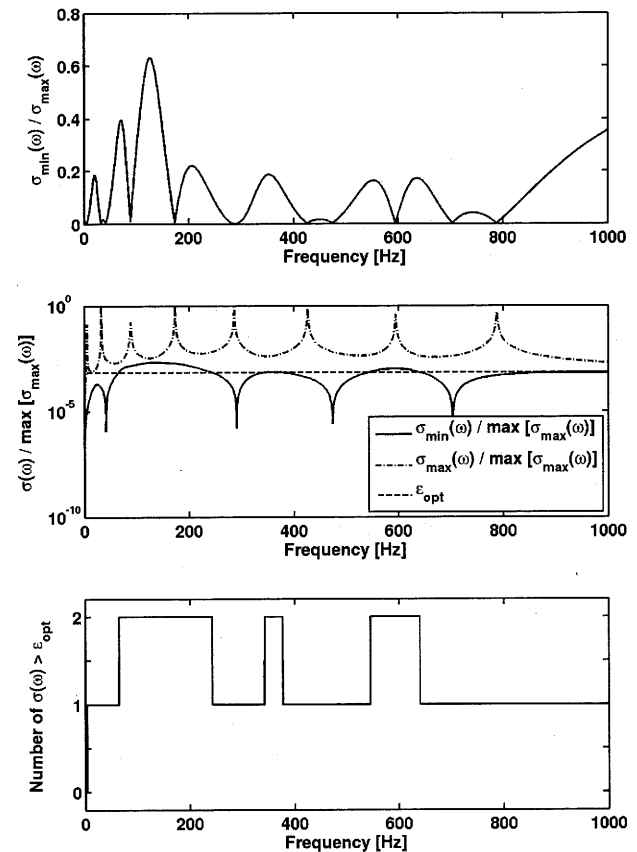 0.8
0.6
0.4
0.2
0
σmin(ω) / σmax(ω)
0 200 400 600 800 1000
Frequency [Hz]
10^0
10^-5
10^-10
σ(ω) / max [σmax(ω)]
σmin(ω) / max [σmax(ω)]
σmax(ω) / max [σmax(ω)]
εopt
0 200 400 600 800 1000
Frequency [Hz]
2
1
0
Number of σ(ω) > εopt
0 200 400 600 800 1000
Frequency [Hz]